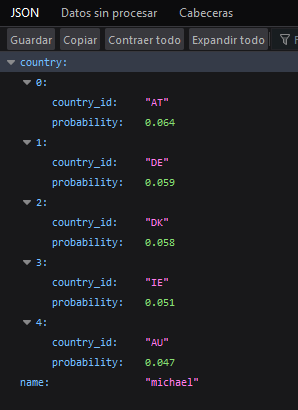 JSON Datos sin procesar Cabeceras
Guardar Copiar Contraer todo Expandir todo F
country:
0:
country_id: "AT"
probability: 0.064
1:
country_id: "DE"
probability: 0.059
2:
country_id: "DK"
probability: 0.058
3:
country_id: "IE"
probability: 0.051
4:
country_id: "AU"
probability: 0.047
name: "michael"